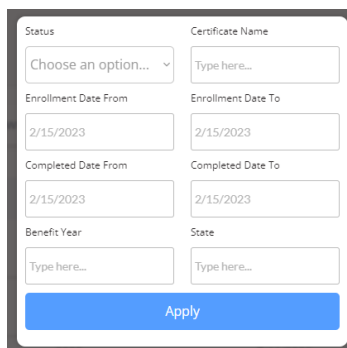 Status Certificate Name
Choose an option... Type here...
Enrollment Date From Enrollment Date To
2/15/2023 2/15/2023
Completed Date From Completed Date To
2/15/2023 2/15/2023
Benefit Year State
Type here... Type here...
Apply